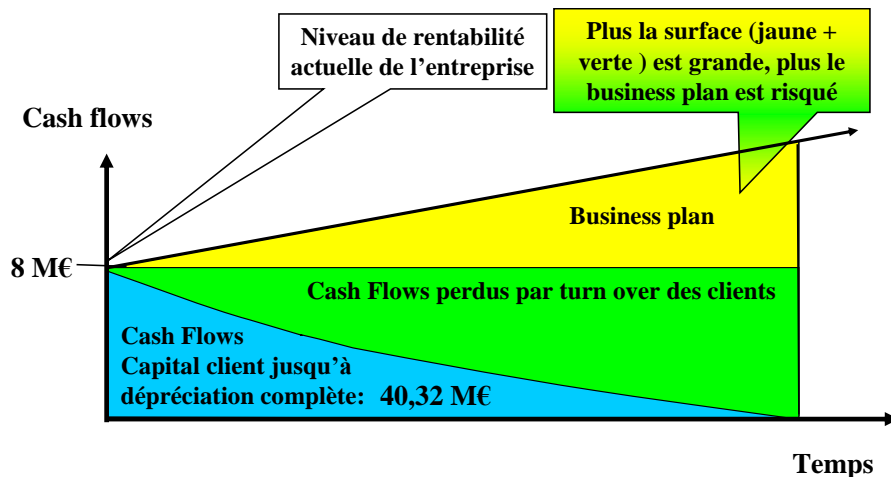 Niveau de rentabilité
actuelle de l'entreprise
Plus la surface (jaune +
verte ) est grande, plus le
business plan est risqué
Cash flows
Business plan
8 M€
Cash Flows perdus par turn over des clients
Cash Flows
Capital client jusqu'à
dépréciation complète: 40,32 M€
Temps